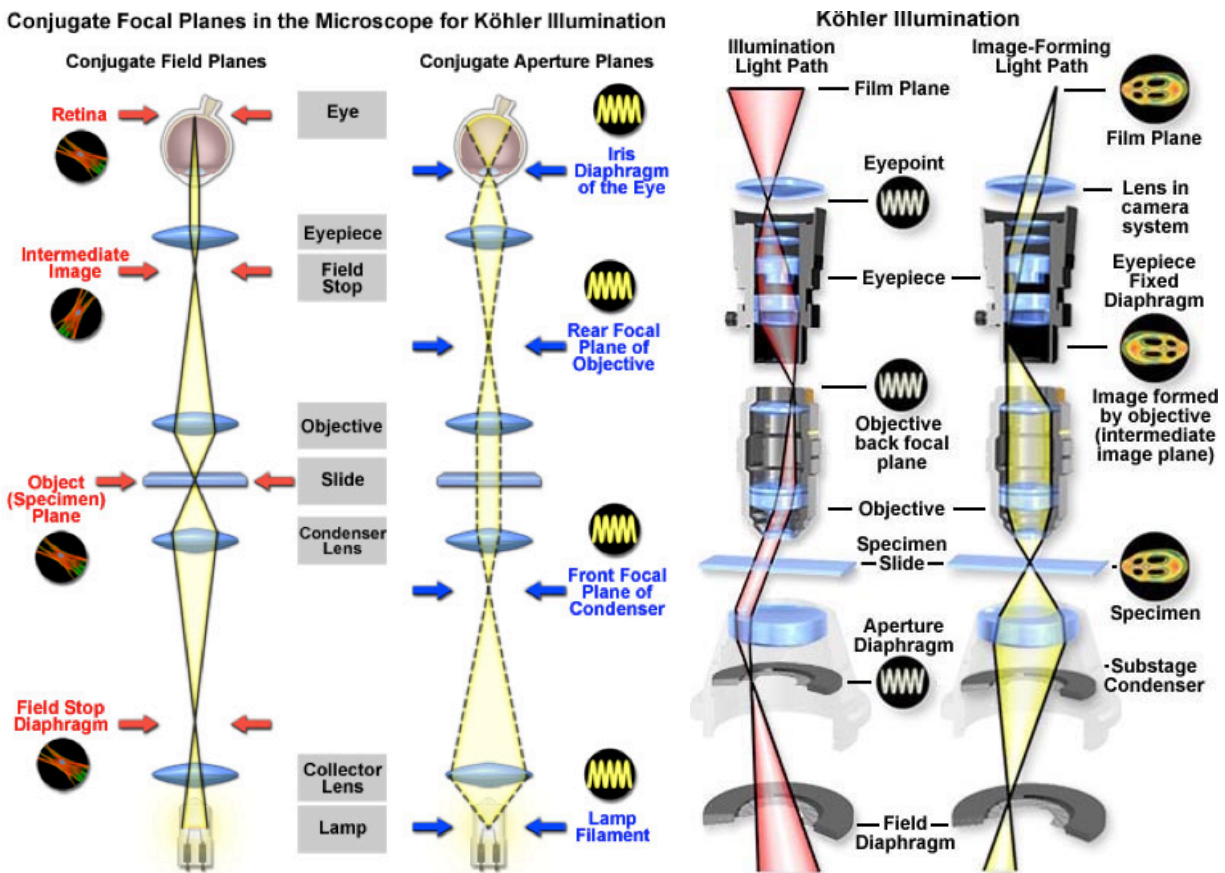 Conjugate Focal Planes in the Microscope for Köhler Illumination
Conjugate Field Planes
Conjugate Aperture Planes
Retina
Eye
Iris
Diaphragm
of the Eye
Intermediate
Image
Eyepiece
Field
Stop
Rear Focal
Plane of
Objective
Objective
Object
(Specimen)
Plane
Slide
Condenser
Lens
Front Focal
Plane of
Condenser
Field Stop
Diaphragm
Collector
Lens
Lamp
Lamp
Filament
Köhler Illumination
Illumination
Light Path
Image-Forming
Light Path
Film Plane
Film Plane
Eyepoint
Lens in
camera
system
Eyepiece
Eyepiece
Fixed
Diaphragm
Objective
back focal
plane
Image formed
by objective
(intermediate
image plane)
Objective
Specimen
Slide
Specimen
Aperture
Diaphragm
Substage
Condenser
Field
Diaphragm